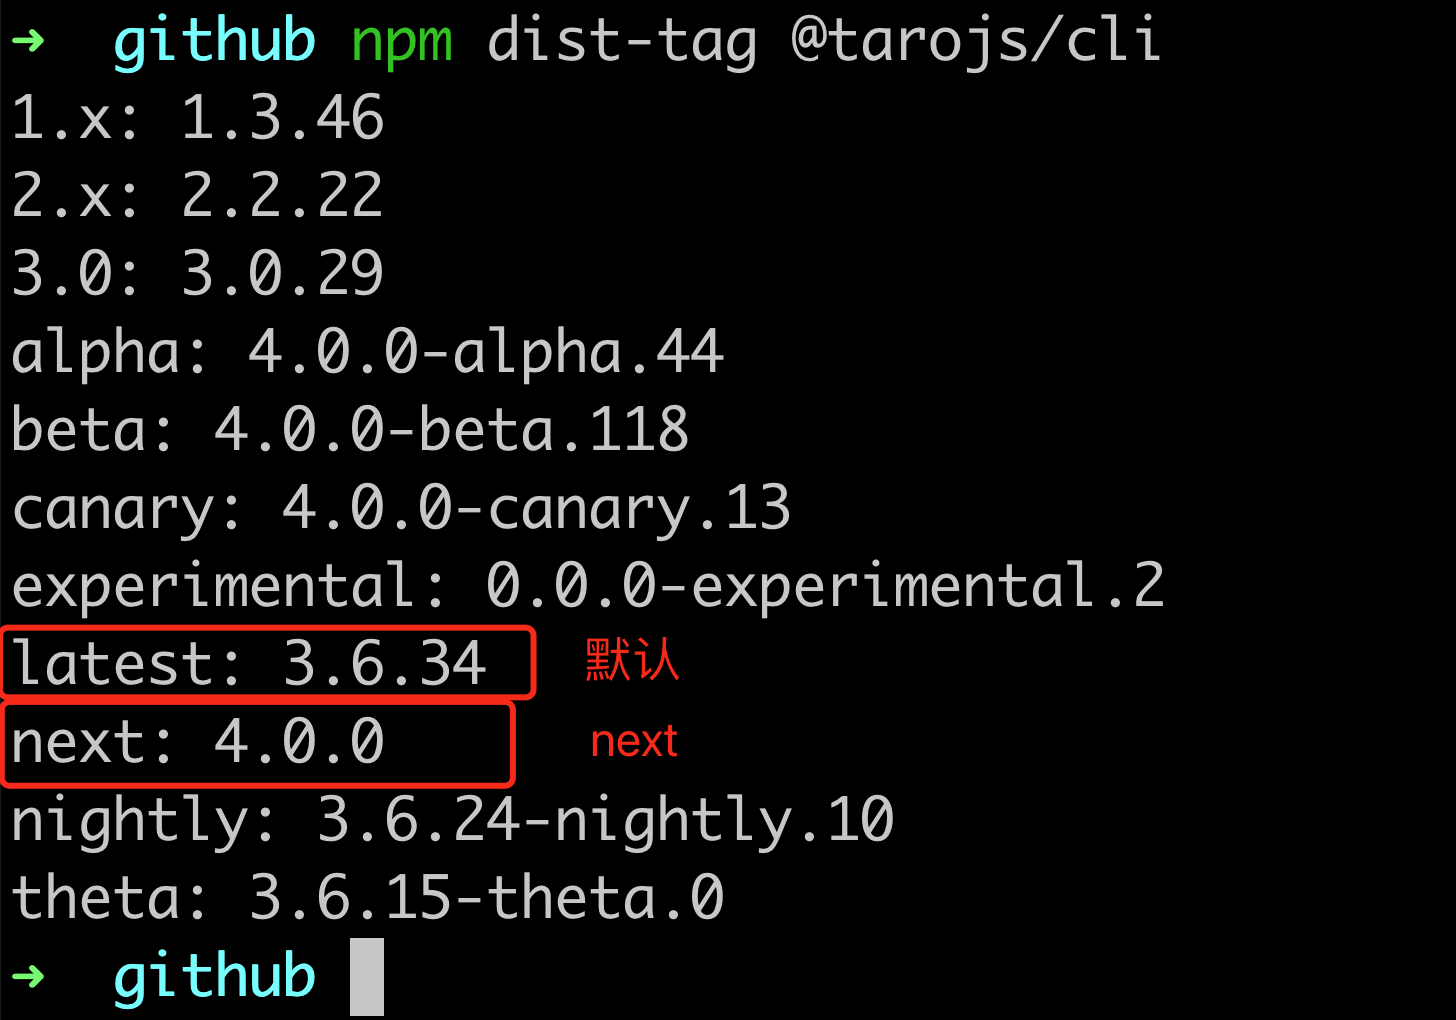 ➜ github npm dist-tag @tarojs/cli
1.x: 1.3.46
2.x: 2.2.22
3.0: 3.0.29
alpha: 4.0.0-alpha.44
beta: 4.0.0-beta.118
canary: 4.0.0-canary.13
experimental: 0.0.0-experimental.2
latest: 3.6.34 默认
next: 4.0.0 next
nightly: 3.6.24-nightly.10
theta: 3.6.15-theta.0
➜ github